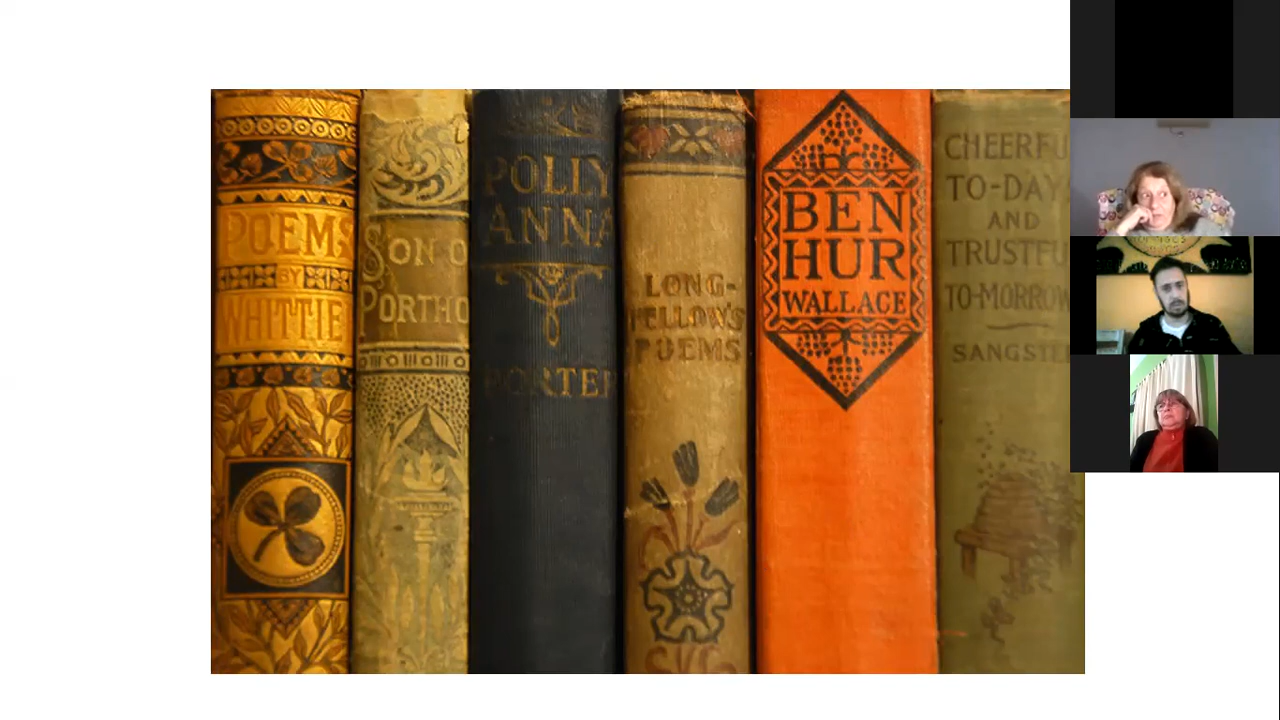 POEMS
BY
WHITTIE
SON O
PORTHO
POLLY
ANNA
PORTER
LONG-
FELLOW'S
POEMS
BEN
HUR
WALLACE
CHEERFU
TO-DAY
AND
TRUSTFU
TO-MORROW
SANGSTE